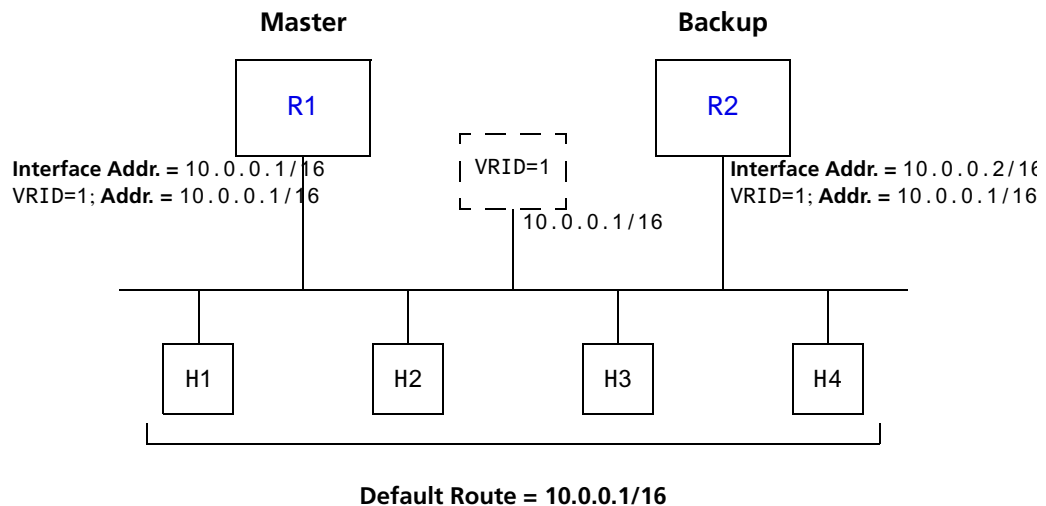 Master
Backup
R1
R2
VRID=1
Interface Addr. = 10.0.0.1/16
VRID=1; Addr. = 10.0.0.1/16
Interface Addr. = 10.0.0.2/16
VRID=1; Addr. = 10.0.0.1/16
10.0.0.1/16
H1
H2
H3
H4
Default Route = 10.0.0.1/16